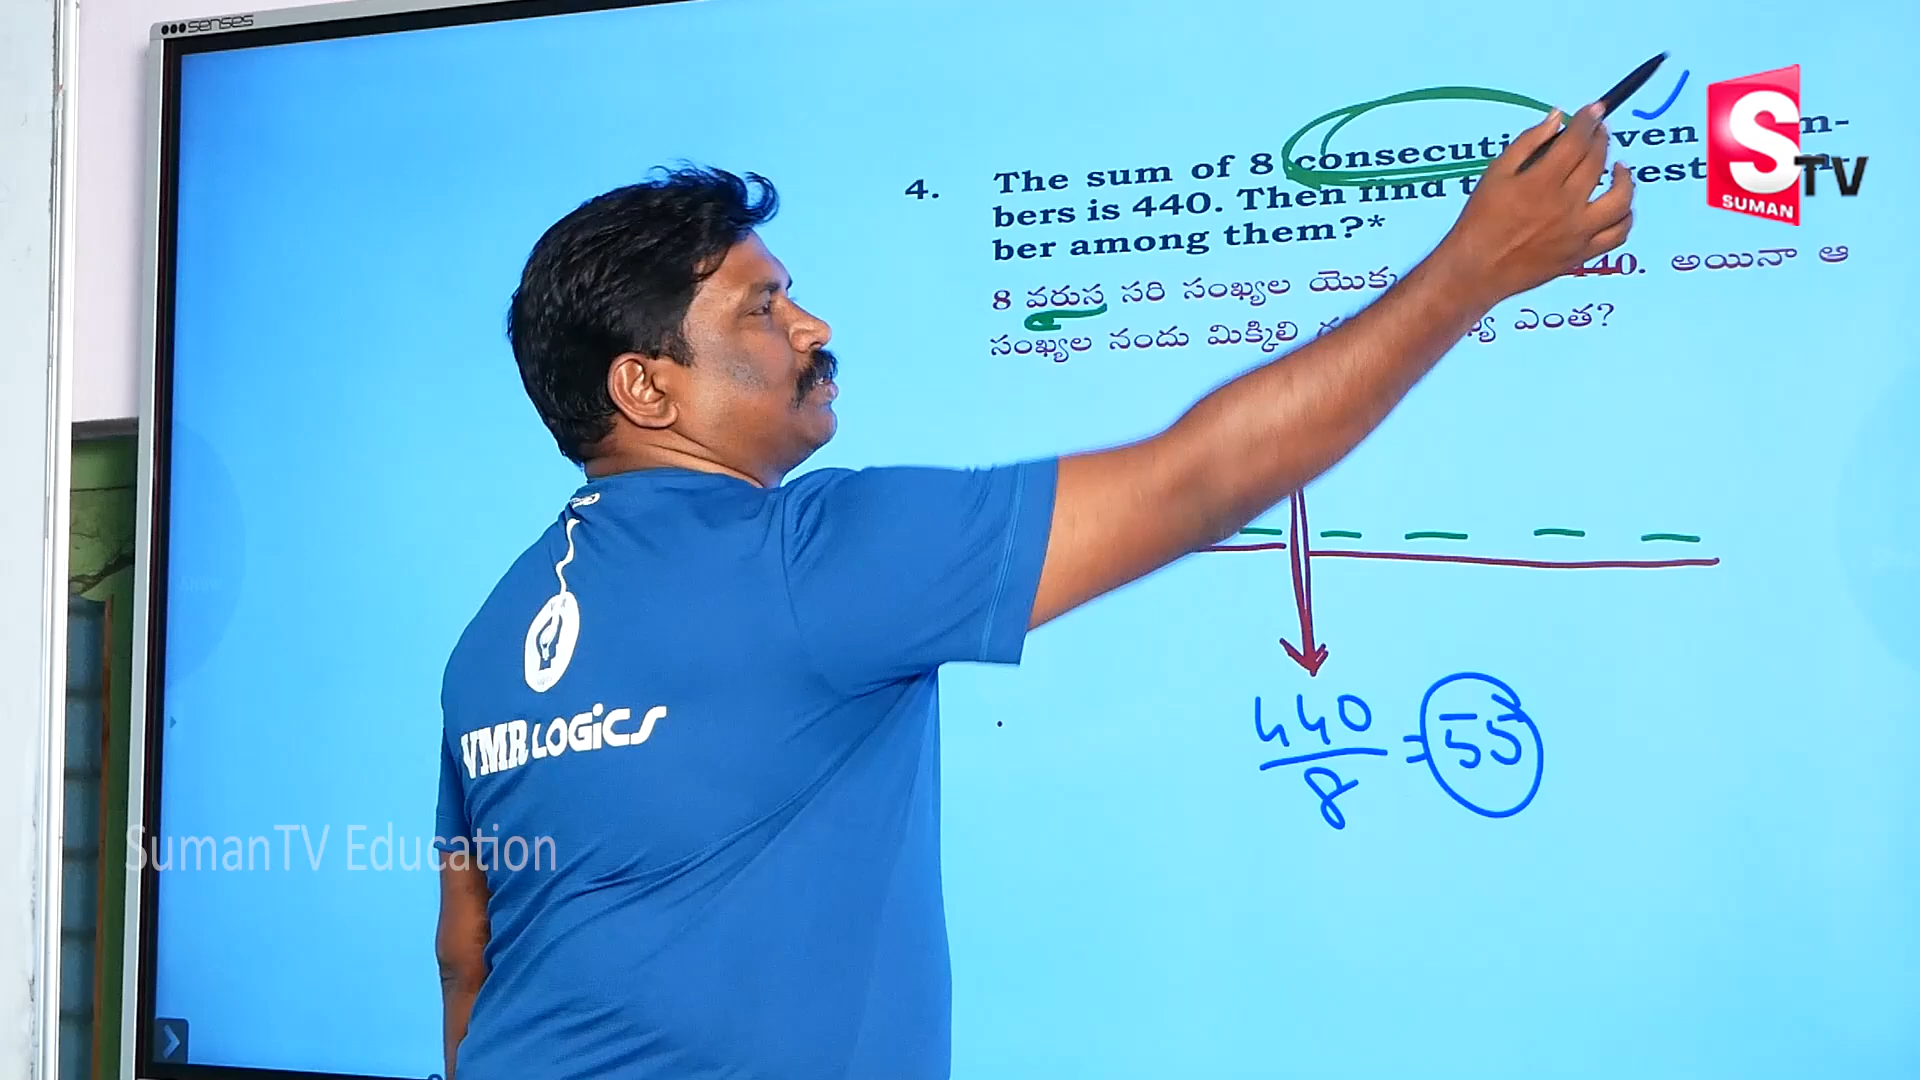 senses
4. The sum of 8 consecuti ven m-
bers is 440. Then find t rgest
ber among them?*
8 వరుస సరి సంఖ్యల యొక్క 440. అయినా ఆ
సంఖ్యల నందు మిక్కిలి ఎంత?
S TV
SUMAN
440
8
= 55
VMR LOGICS
SumanTV Education